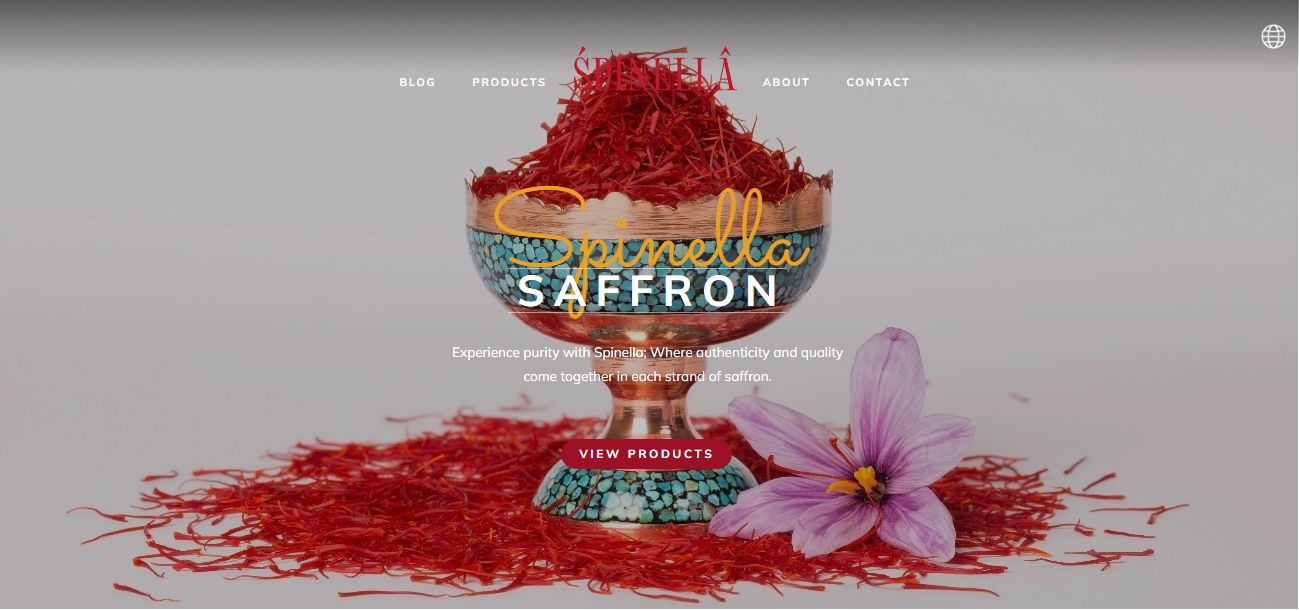 BLOG PRODUCTS ŚPINELLÂ ABOUT CONTACT
Spinella
SAFFRON
Experience purity with Spinella; Where authenticity and quality
come together in each strand of saffron.
VIEW PRODUCTS